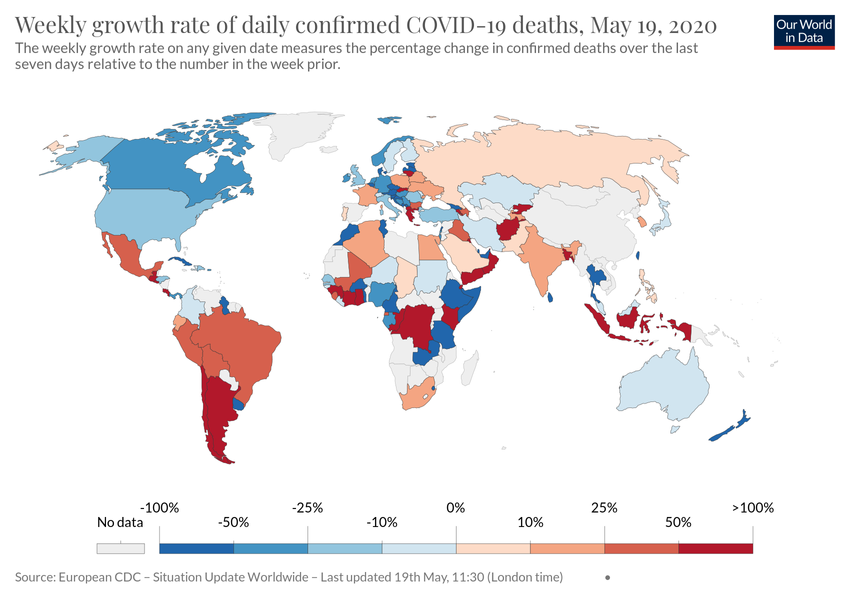 Weekly growth rate of daily confirmed COVID-19 deaths, May 19, 2020
Our World
in Data
The weekly growth rate on any given date measures the percentage change in confirmed deaths over the last
seven days relative to the number in the week prior.
-100% -25% 0% 25% >100%
No data -50% -10% 10% 50%
Source: European CDC – Situation Update Worldwide – Last updated 19th May, 11:30 (London time) •